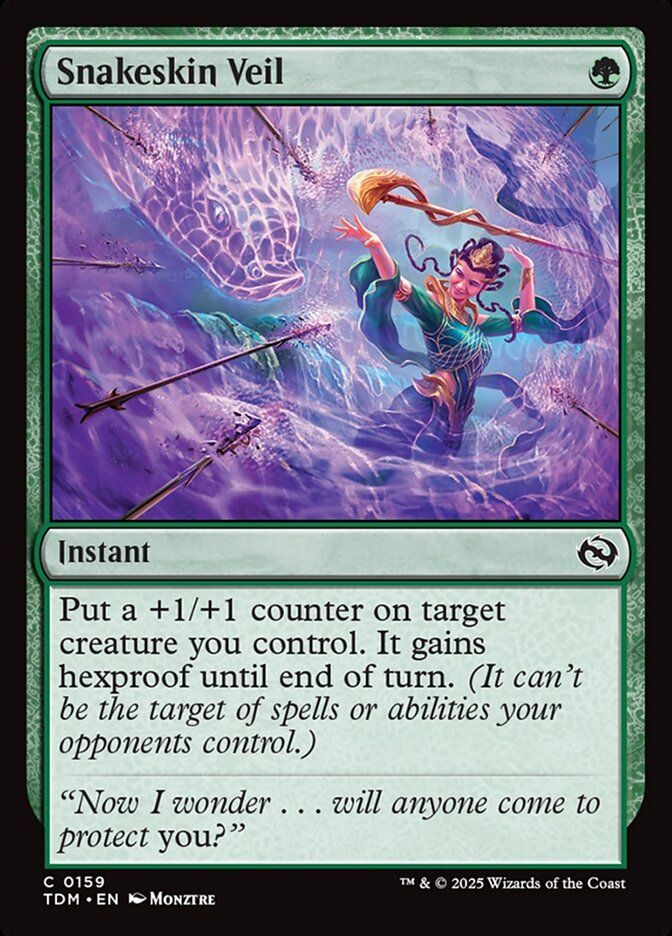 Snakeskin Veil
Instant
Put a +1/+1 counter on target
creature you control. It gains
hexproof until end of turn. (It can't
be the target of spells or abilities your
opponents control.)
“Now I wonder . . . will anyone come to
protect you?”
C 0159
TDM • EN Monztre
™ & © 2025 Wizards of the Coast